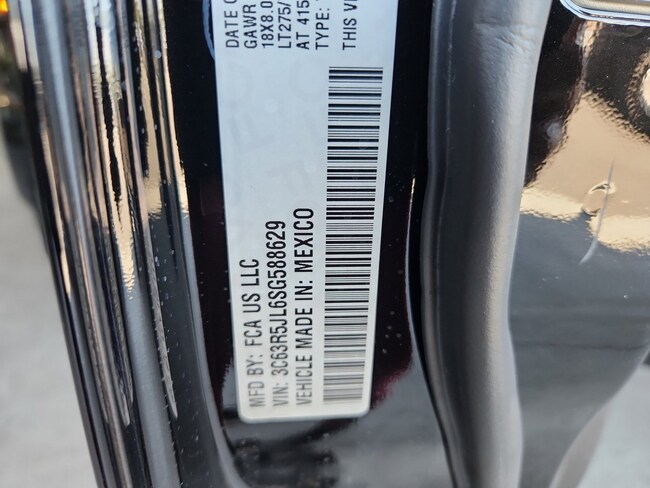 MFD BY: FCA US LLC
VIN: 3C63R5JL6SG588629
VEHICLE MADE IN: MEXICO
DATE O
GAWR
18X8.0
LT275/
AT 415
TYPE:
THIS VE